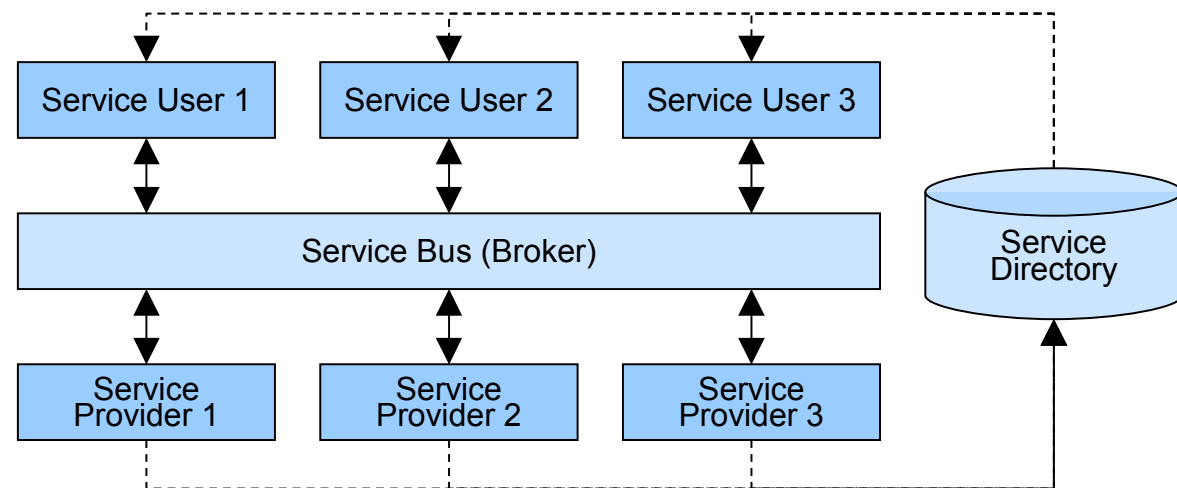 Service User 1
Service User 2
Service User 3
Service Bus (Broker)
Service
Directory
Service
Provider 1
Service
Provider 2
Service
Provider 3